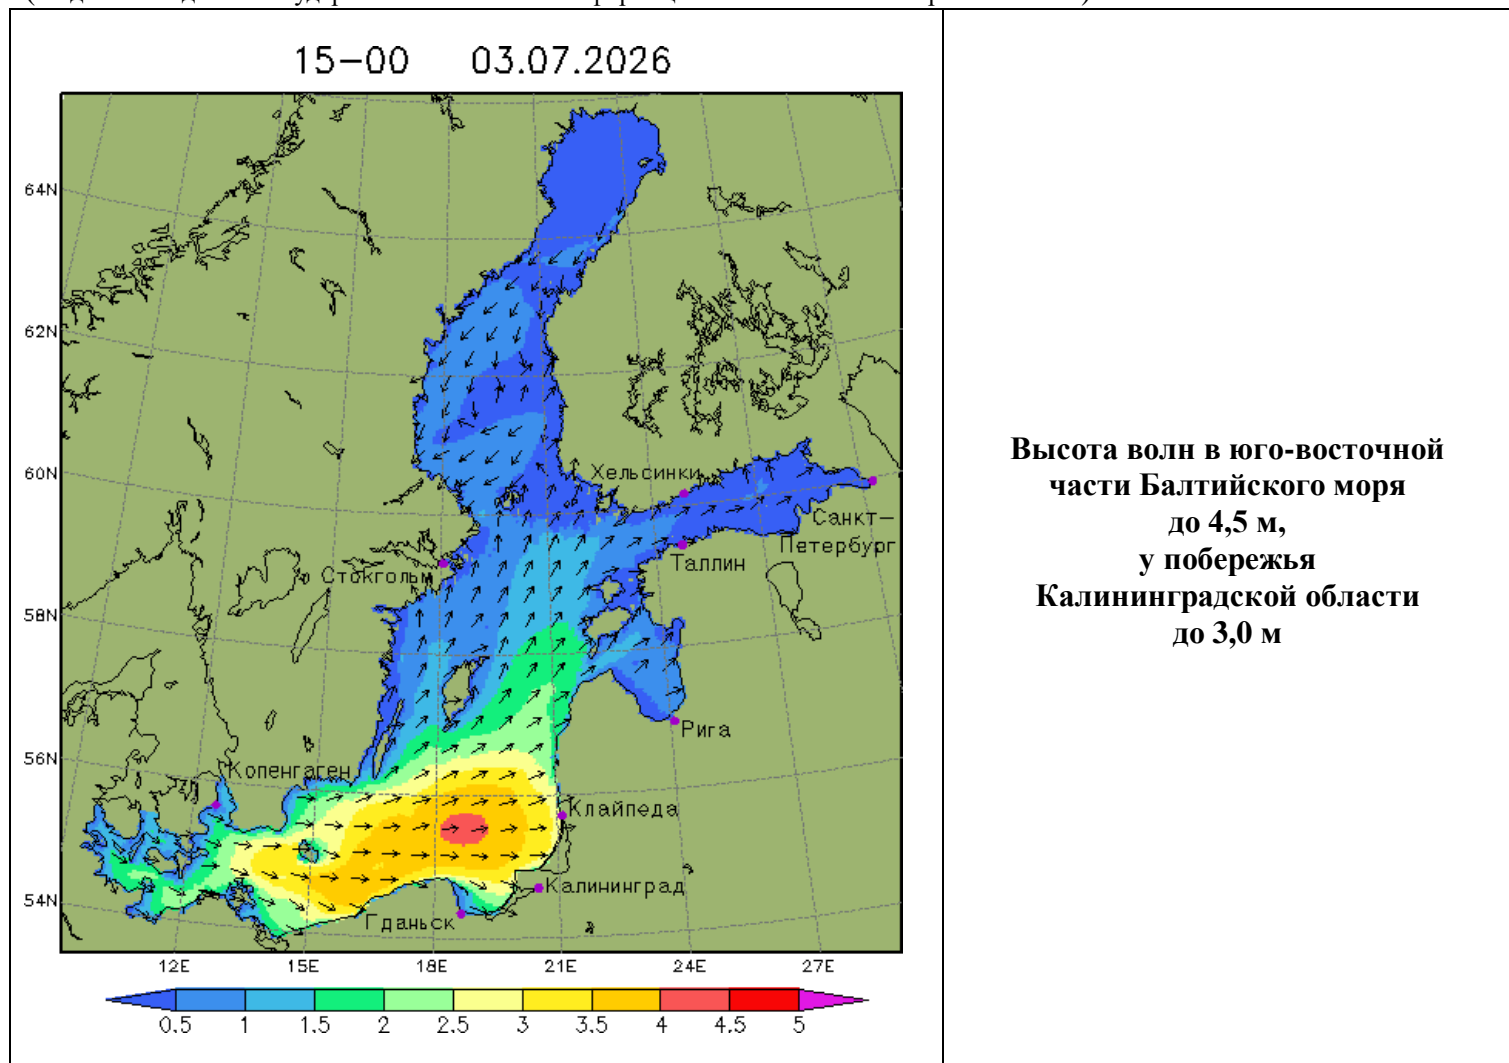 15-00 03.07.2026
64N
62N
60N
58N
56N
54N
Хельсинки
Санкт-
Петербург
Таллин
Стокгольм
Рига
Копенгаген
Клайпеда
Калининград
Гданьск
12E 15E 18E 21E 24E 27E
0.5 1 1.5 2 2.5 3 3.5 4 4.5 5
Высота волн в юго-восточной
части Балтийского моря
до 4,5 м,
у побережья
Калининградской области
до 3,0 м